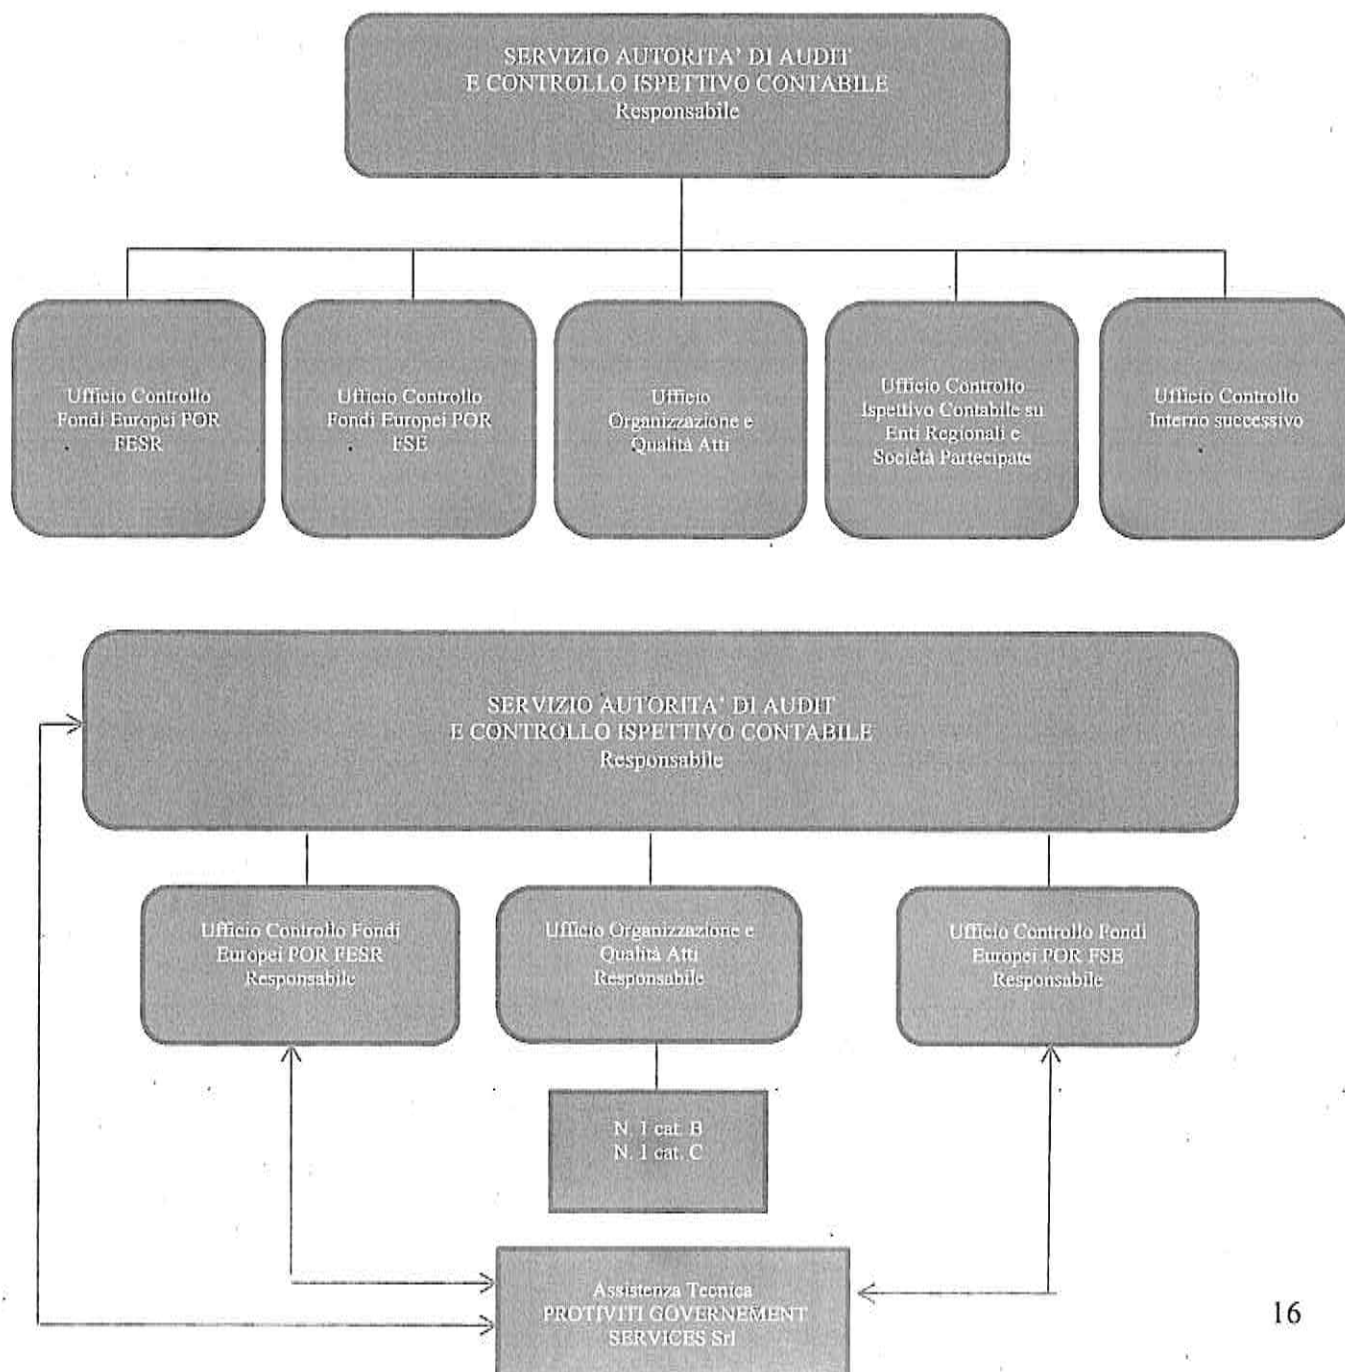 SERVIZIO AUTORITA' DI AUDIT
E CONTROLLO ISPETTIVO CONTABILE
Responsabile
Ufficio Controllo
Fondi Europei POR
FESR
Ufficio Controllo
Fondi Europei POR
FSE
Ufficio
Organizzazione e
Qualità Atti
Ufficio Controllo
Ispettivo Contabile su
Enti Regionali e
Società Partecipate
Ufficio Controllo
Interno successivo
SERVIZIO AUTORITA' DI AUDIT
E CONTROLLO ISPETTIVO CONTABILE
Responsabile
Ufficio Controllo Fondi
Europei POR FESR
Responsabile
Ufficio Organizzazione e
Qualità Atti
Responsabile
Ufficio Controllo Fondi
Europei POR FSE
Responsabile
N. 1 cat. B
N. 1 cat. C
Assistenza Tecnica
PROTIVITI GOVERNEMENT
SERVICES Srl
16